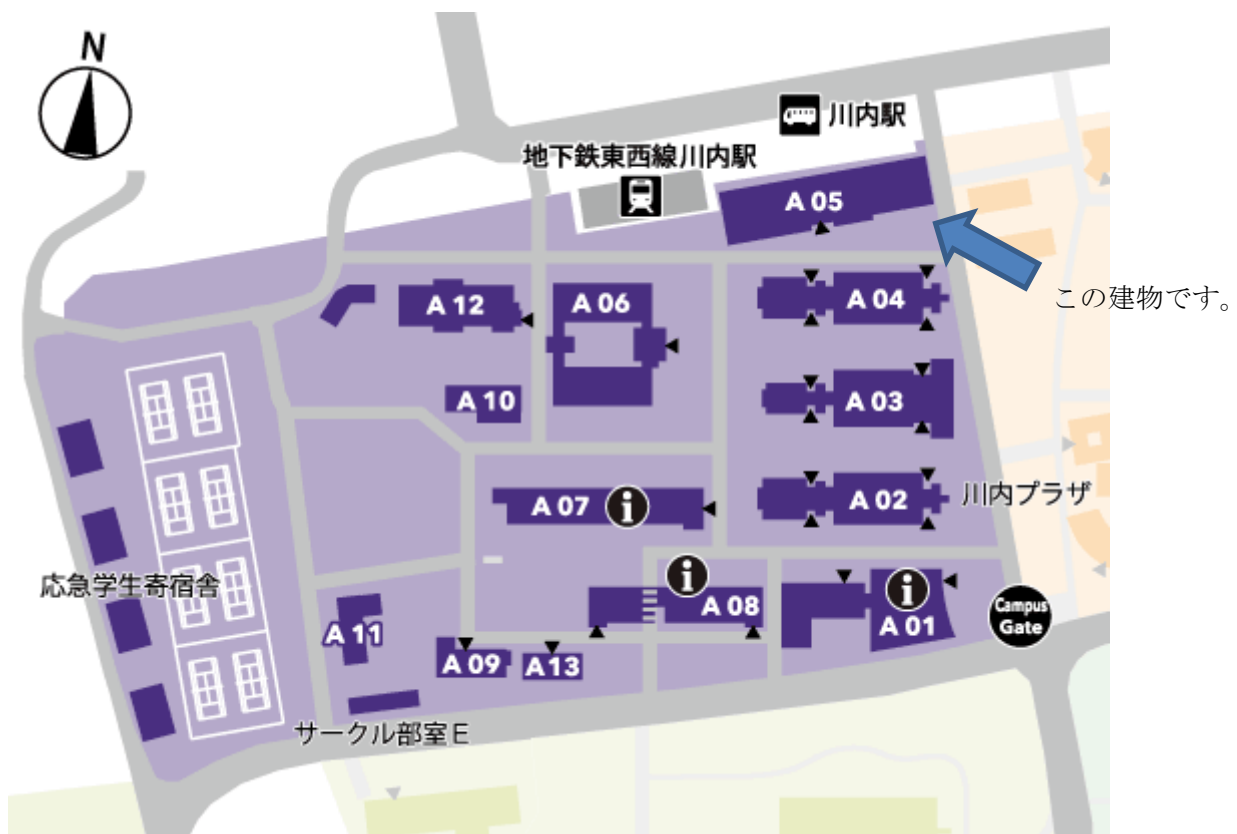 N
川内駅
地下鉄東西線川内駅
A 05
この建物です。
A 12
A 06
A 04
A 10
A 03
A 07
i
A 02
川内プラザ
応急学生寄宿舎
i
A 08
i
A 01
Campus
Gate
A 11
A 09
A13
サークル部室E